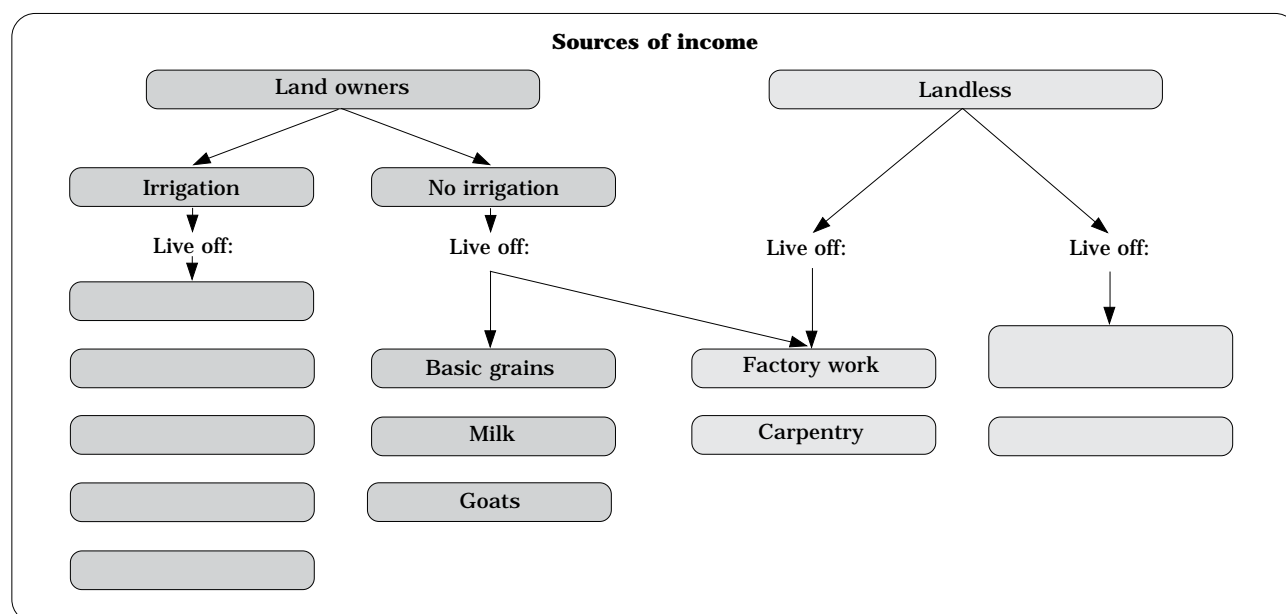 Sources of income
Land owners
Landless
Irrigation
No irrigation
Live off:
Live off:
Live off:
Live off:
Basic grains
Factory work
Milk
Carpentry
Goats